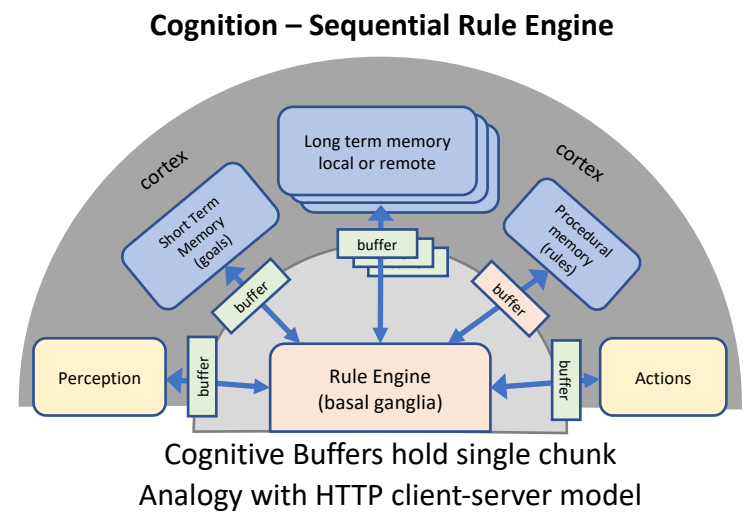 Cognition – Sequential Rule Engine
cortex
Long term memory
local or remote
cortex
Short Term
Memory
(goals)
Procedural
memory
(rules)
buffer
buffer
buffer
Perception
buffer
Rule Engine
(basal ganglia)
buffer
Actions
Cognitive Buffers hold single chunk
Analogy with HTTP client-server model